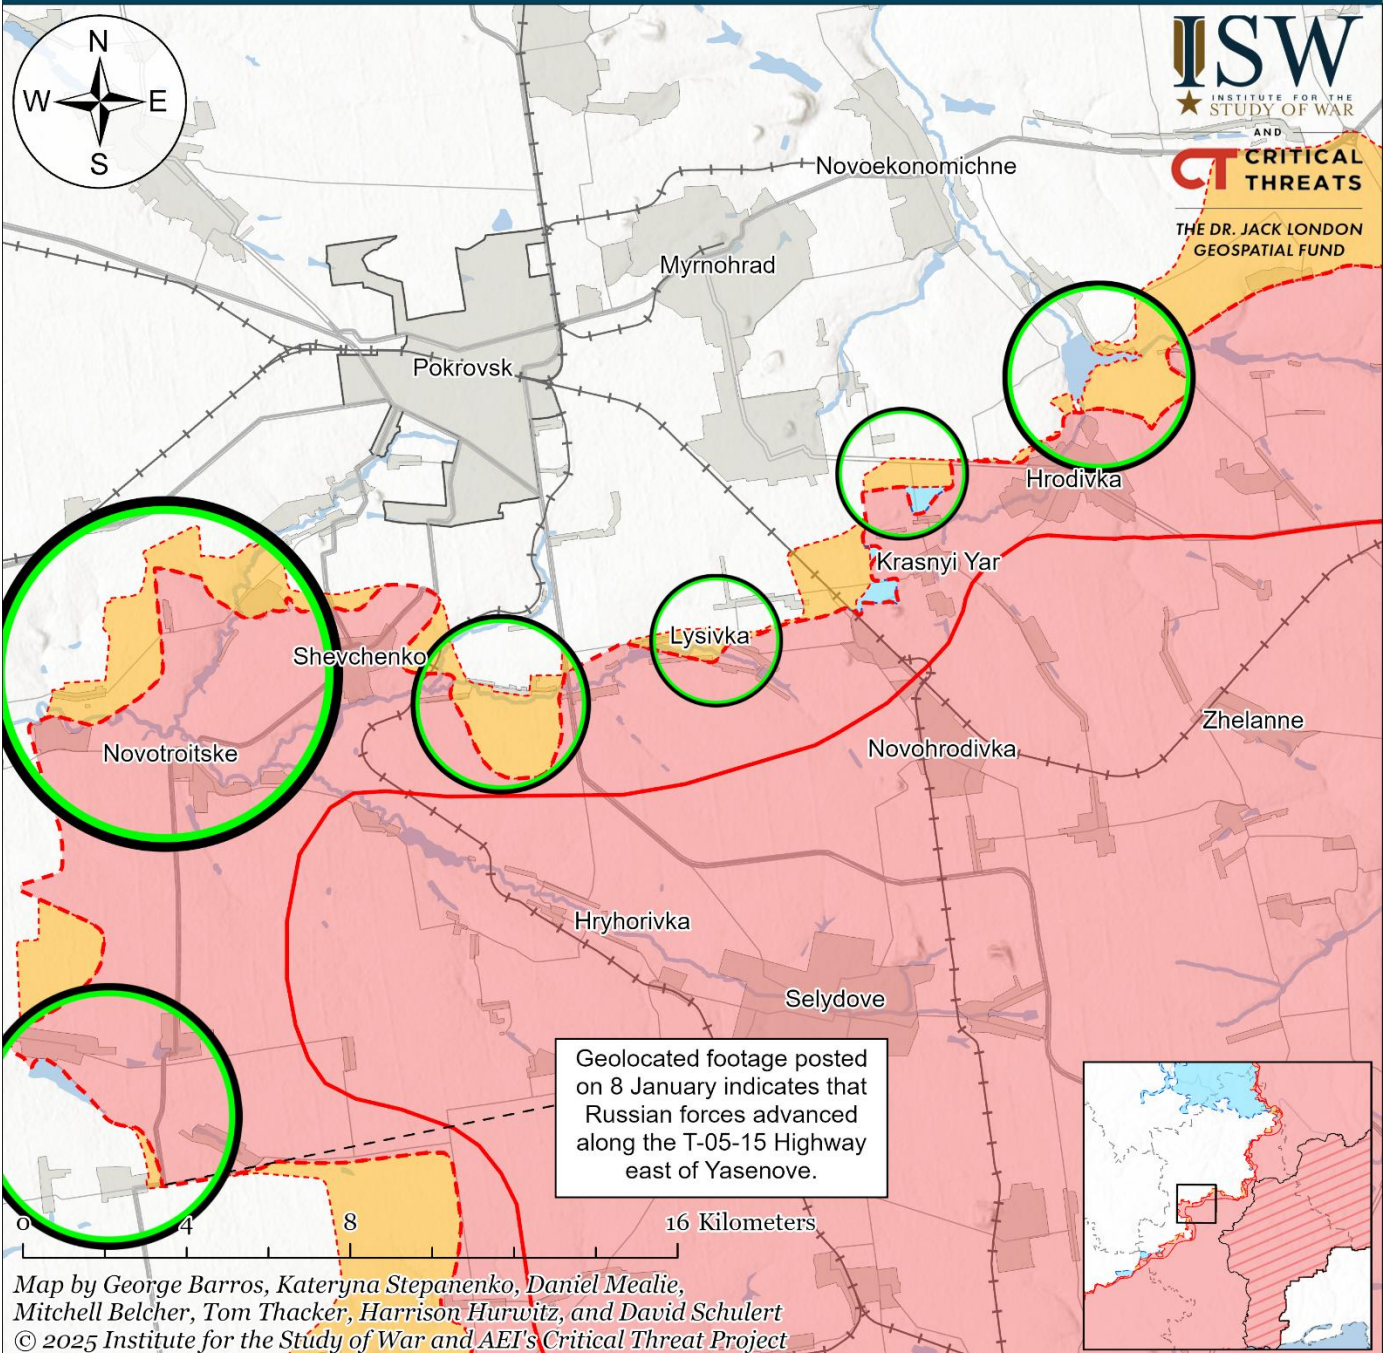 N
W
E
S
ISW
INSTITUTE FOR THE
STUDY OF WAR
AND
CT CRITICAL
THREATS
THE DR. JACK LONDON
GEOSPATIAL FUND
Novoekonomichne
Myrnohrad
Pokrovsk
Hrodivka
Krasnyi Yar
Lysivka
Shevchenko
Zhelanne
Novohrodivka
Novotroitske
Hryhorivka
Selydove
Geolocated footage posted
on 8 January indicates that
Russian forces advanced
along the T-05-15 Highway
east of Yasenove.
0 4 8 16 Kilometers
Map by George Barros, Kateryna Stepanenko, Daniel Mealie,
Mitchell Belcher, Tom Thacker, Harrison Hurwitz, and David Schulert
© 2025 Institute for the Study of War and AEI's Critical Threat Project